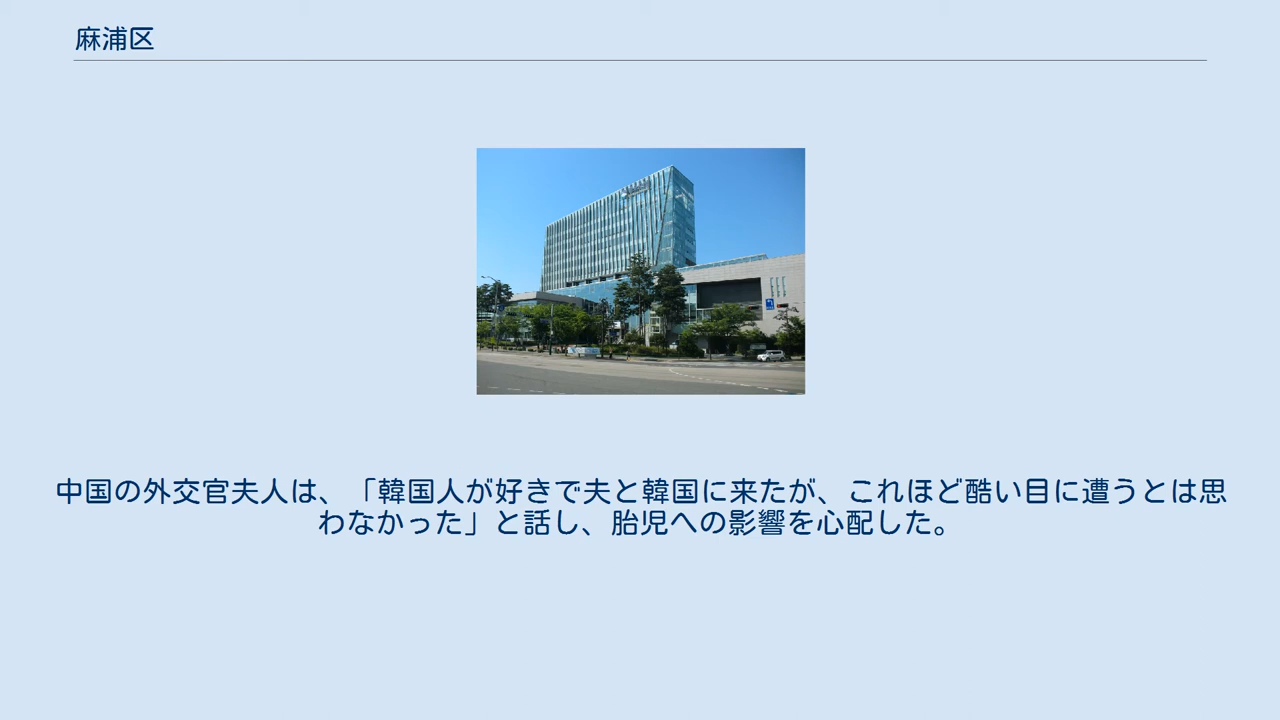 麻浦区
中国の外交官夫人は、「韓国人が好きで夫と韓国に来たが、これほど酷い目に遭うとは思
わなかった」と話し、胎児への影響を心配した。